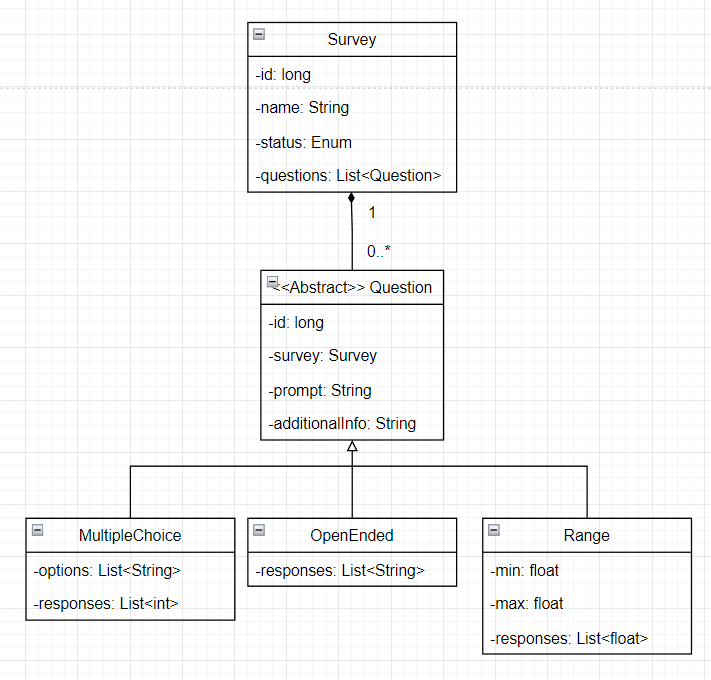 Survey
-id: long
-name: String
-status: Enum
-questions: List<Question>
1
0..*
<<Abstract>> Question
-id: long
-survey: Survey
-prompt: String
-additionalInfo: String
MultipleChoice
-options: List<String>
-responses: List<int>
OpenEnded
-responses: List<String>
Range
-min: float
-max: float
-responses: List<float>